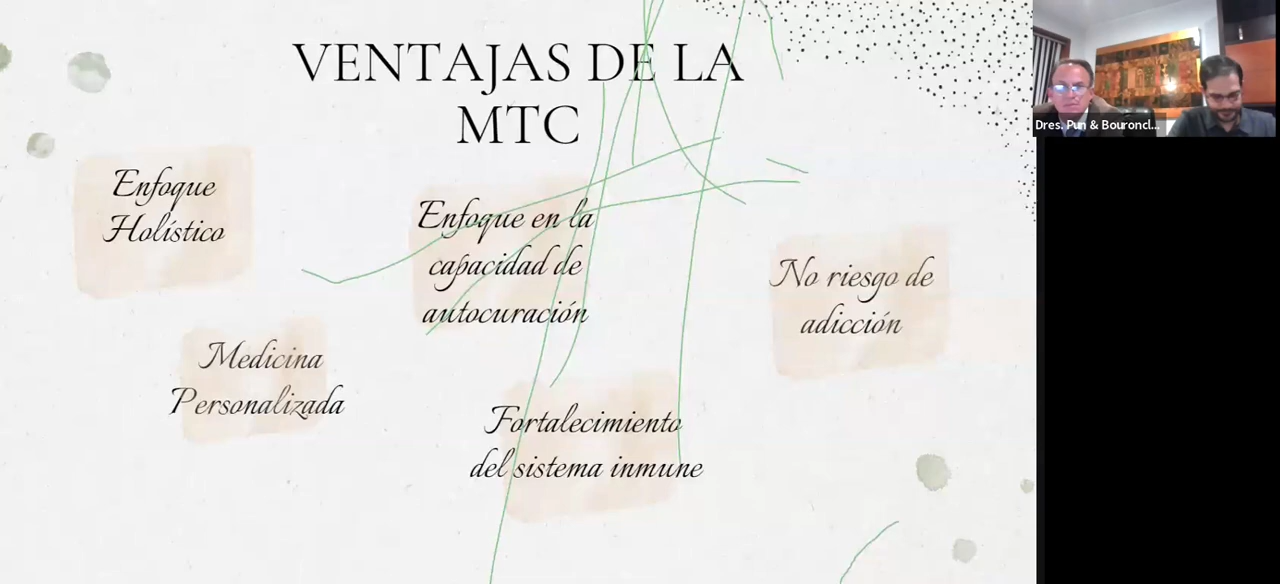 VENTAJAS DE LA
MTC
Enfoque
Holístico
Enfoque en la
capacidad de
autocuración
No riesgo de
adicción
Medicina
Personalizada
Fortalecimiento
del sistema inmune
Dres. Pun & Bouroncl...